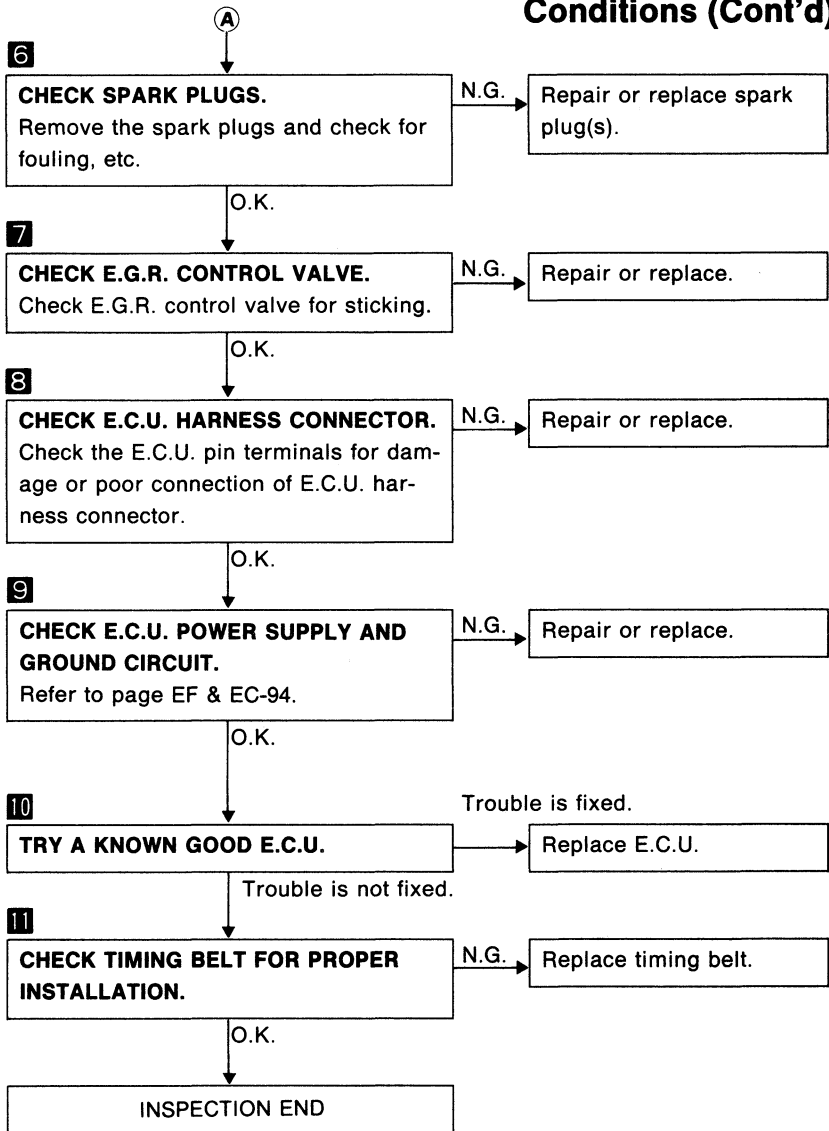 Conditions (Cont'd)
A
6
CHECK SPARK PLUGS.
Remove the spark plugs and check for
fouling, etc.
N.G.
Repair or replace spark
plug(s).
O.K.
7
CHECK E.G.R. CONTROL VALVE.
Check E.G.R. control valve for sticking.
N.G.
Repair or replace.
O.K.
8
CHECK E.C.U. HARNESS CONNECTOR.
Check the E.C.U. pin terminals for dam-
age or poor connection of E.C.U. har-
ness connector.
N.G.
Repair or replace.
O.K.
9
CHECK E.C.U. POWER SUPPLY AND
GROUND CIRCUIT.
Refer to page EF & EC-94.
N.G.
Repair or replace.
O.K.
10
TRY A KNOWN GOOD E.C.U.
Trouble is fixed.
Replace E.C.U.
Trouble is not fixed.
11
CHECK TIMING BELT FOR PROPER
INSTALLATION.
N.G.
Replace timing belt.
O.K.
INSPECTION END